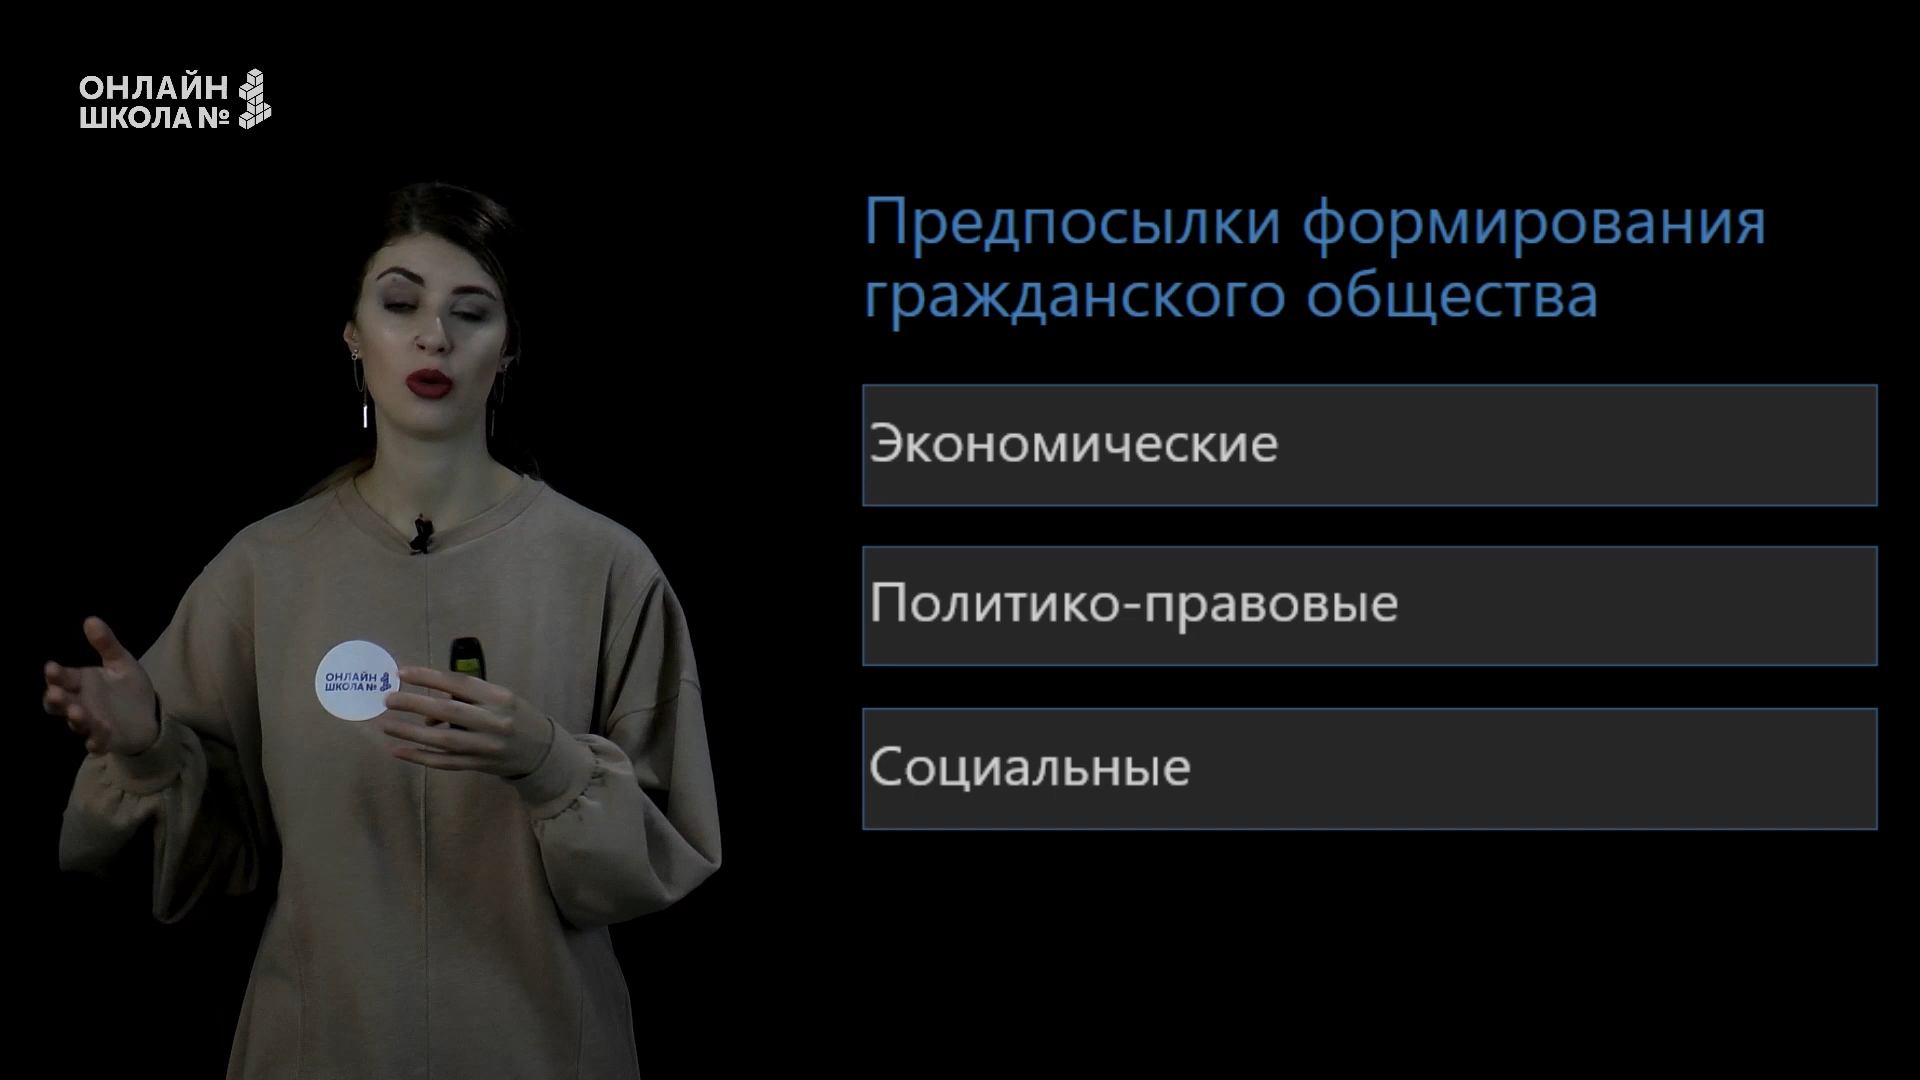 ОНЛАЙН
ШКОЛА №
Предпосылки формирования
гражданского общества
Экономические
Политико-правовые
Социальные
ОНЛАЙН
ШКОЛА №